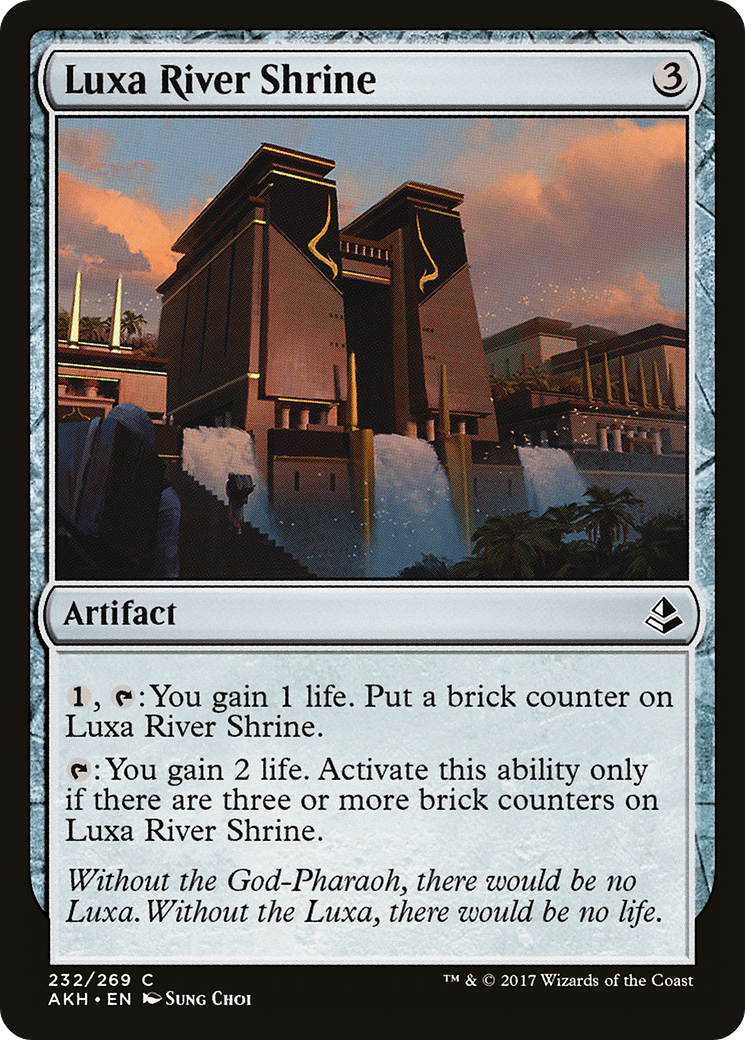 Luxa River Shrine 3
Artifact
1, : You gain 1 life. Put a brick counter on
Luxa River Shrine.
: You gain 2 life. Activate this ability only
if there are three or more brick counters on
Luxa River Shrine.
Without the God-Pharaoh, there would be no
Luxa. Without the Luxa, there would be no life.
232/269 C
™ & © 2017 Wizards of the Coast
AKH • EN Sung Choi